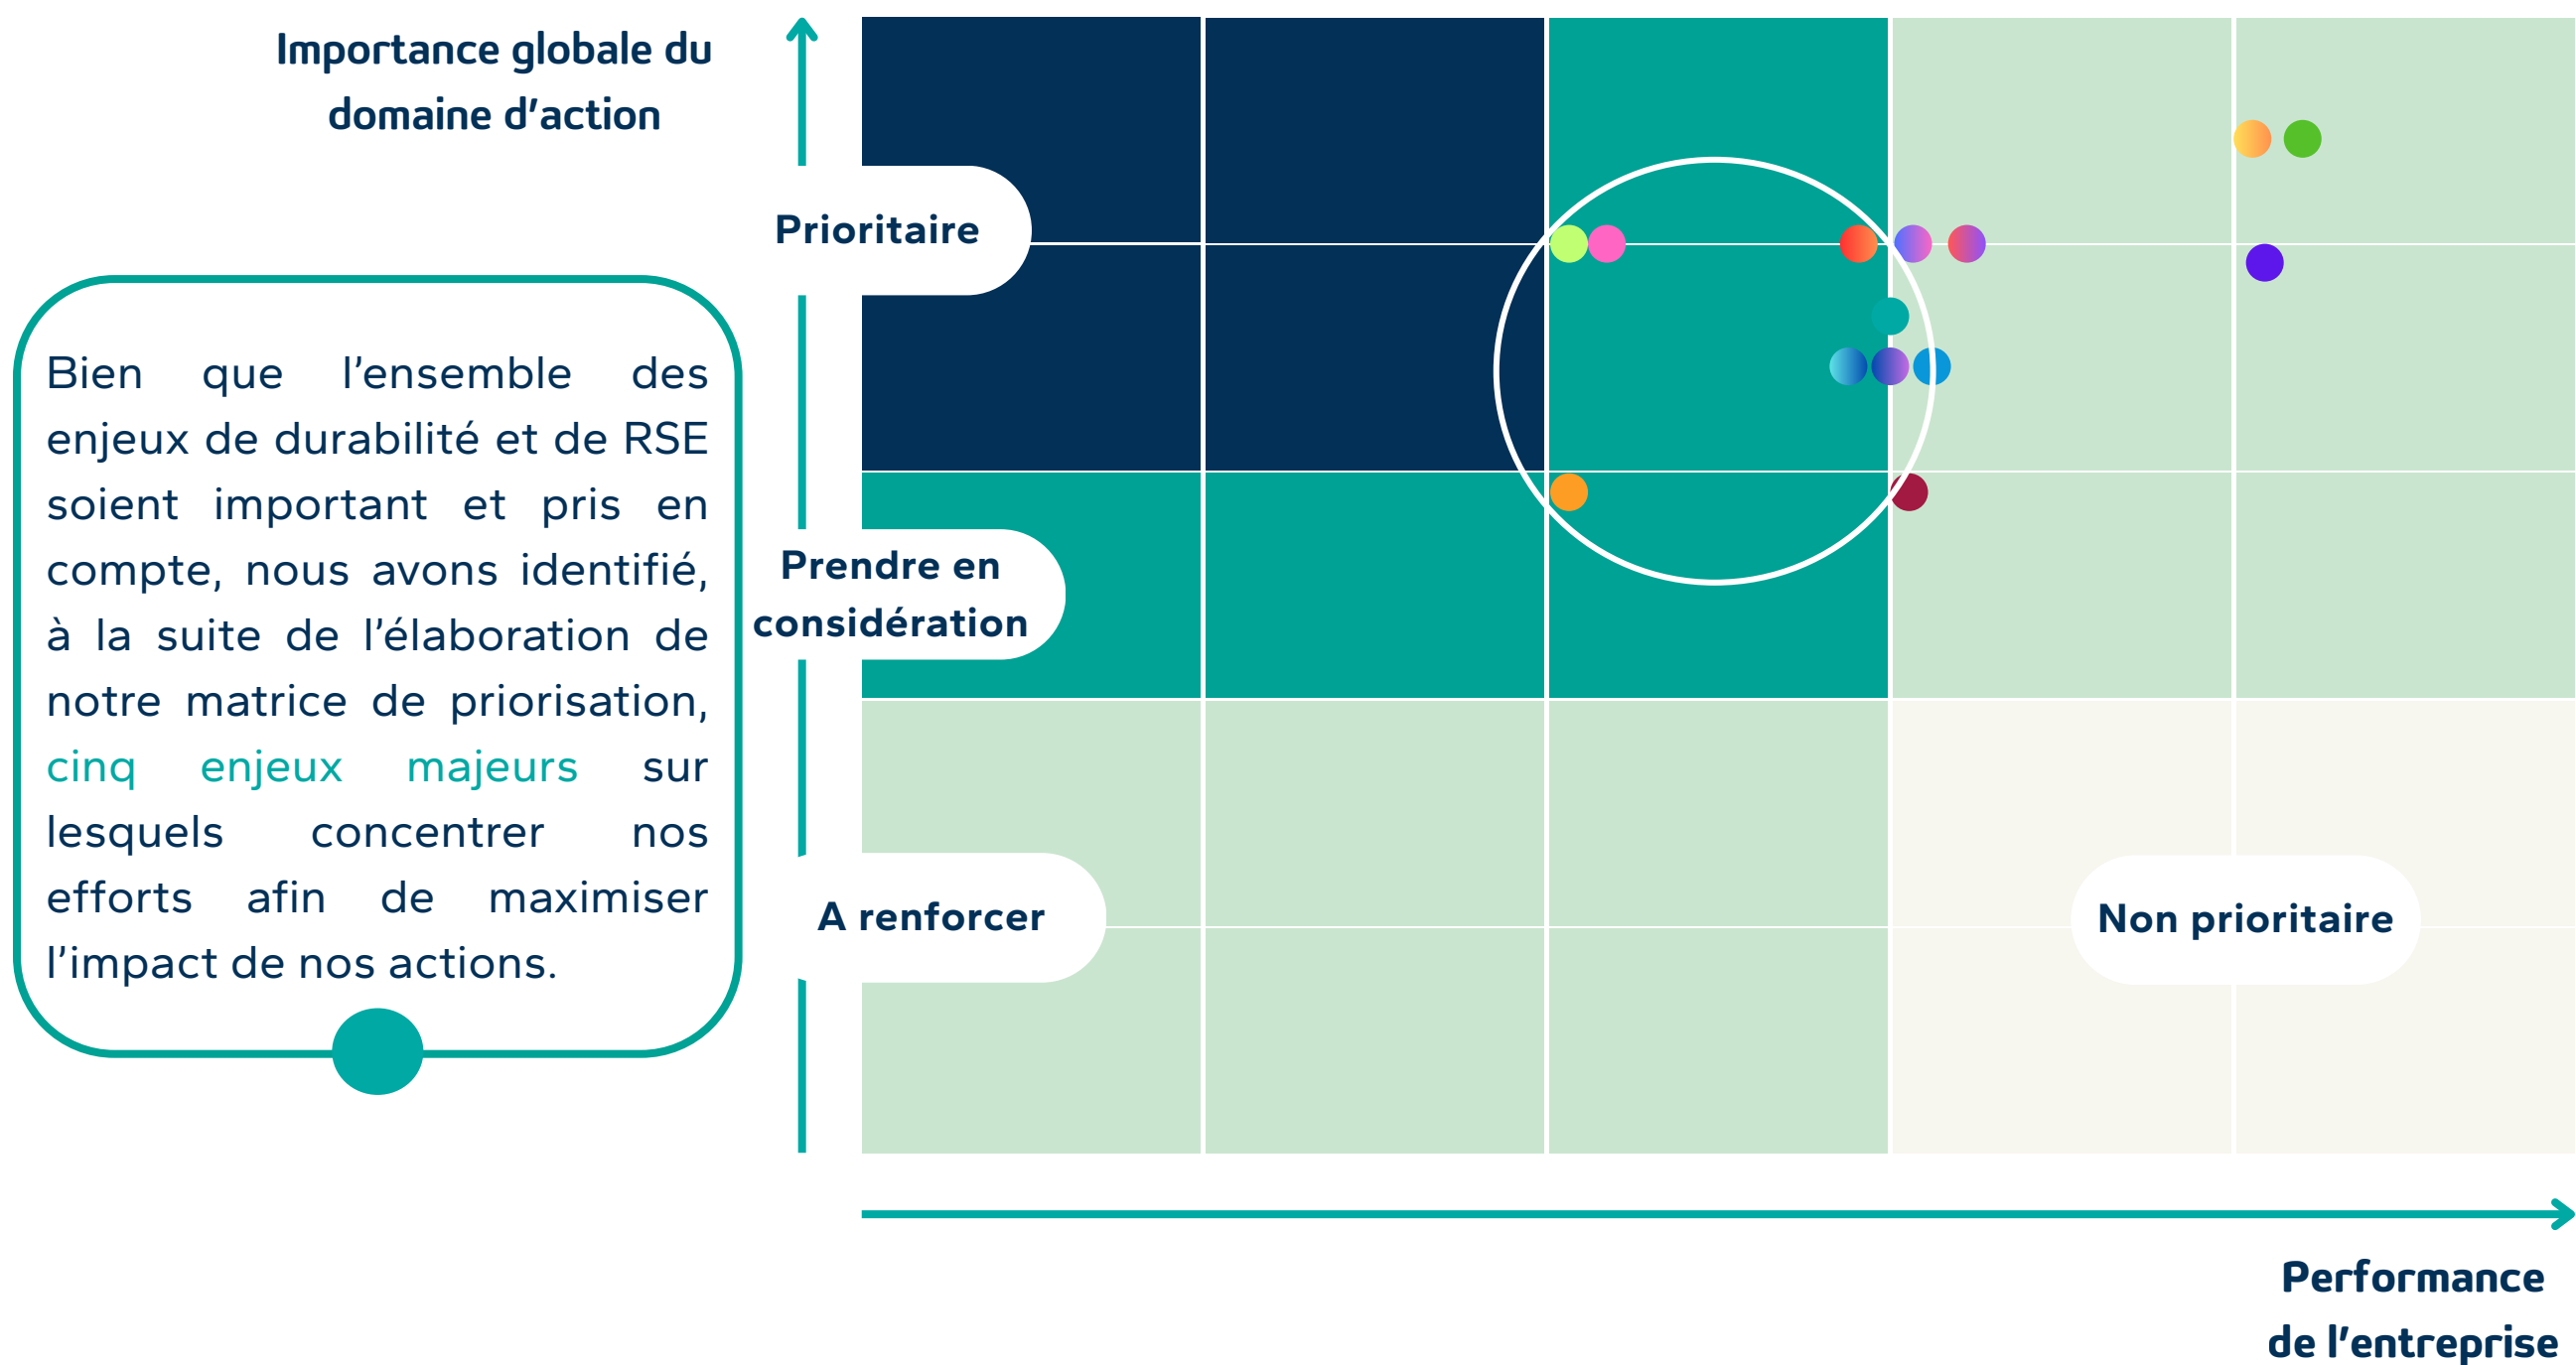 Importance globale du
domaine d'action
Prioritaire
Bien que l'ensemble des
enjeux de durabilité et de RSE
soient important et pris en
compte, nous avons identifié,
à la suite de l'élaboration de
notre matrice de priorisation,
cinq enjeux majeurs sur
lesquels concentrer nos
efforts afin de maximiser
l'impact de nos actions.
Prendre en
considération
A renforcer
Non prioritaire
Performance
de l'entreprise